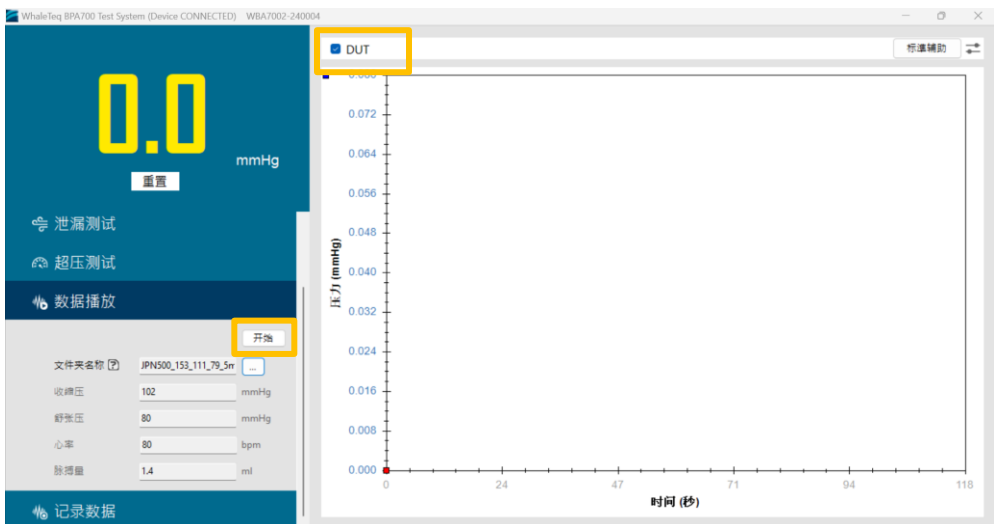 WhaleTeq BPA700 Test System (Device CONNECTED) WBA7002-240004
0.0
mmHg
重置
泄漏测试
超压测试
数据播放
开始
文件夹名称 ?
JPN500_153_111_79_5m
...
收缩压 102 mmHg
舒张压 80 mmHg
心率 80 bpm
脉搏量 1.4 ml
记录数据
DUT
标准辅助
0.080
0.072
0.064
0.056
0.048
0.040
0.032
0.024
0.016
0.008
0.000
压力 (mmHg)
0 24 47 71 94 118
时间 (秒)